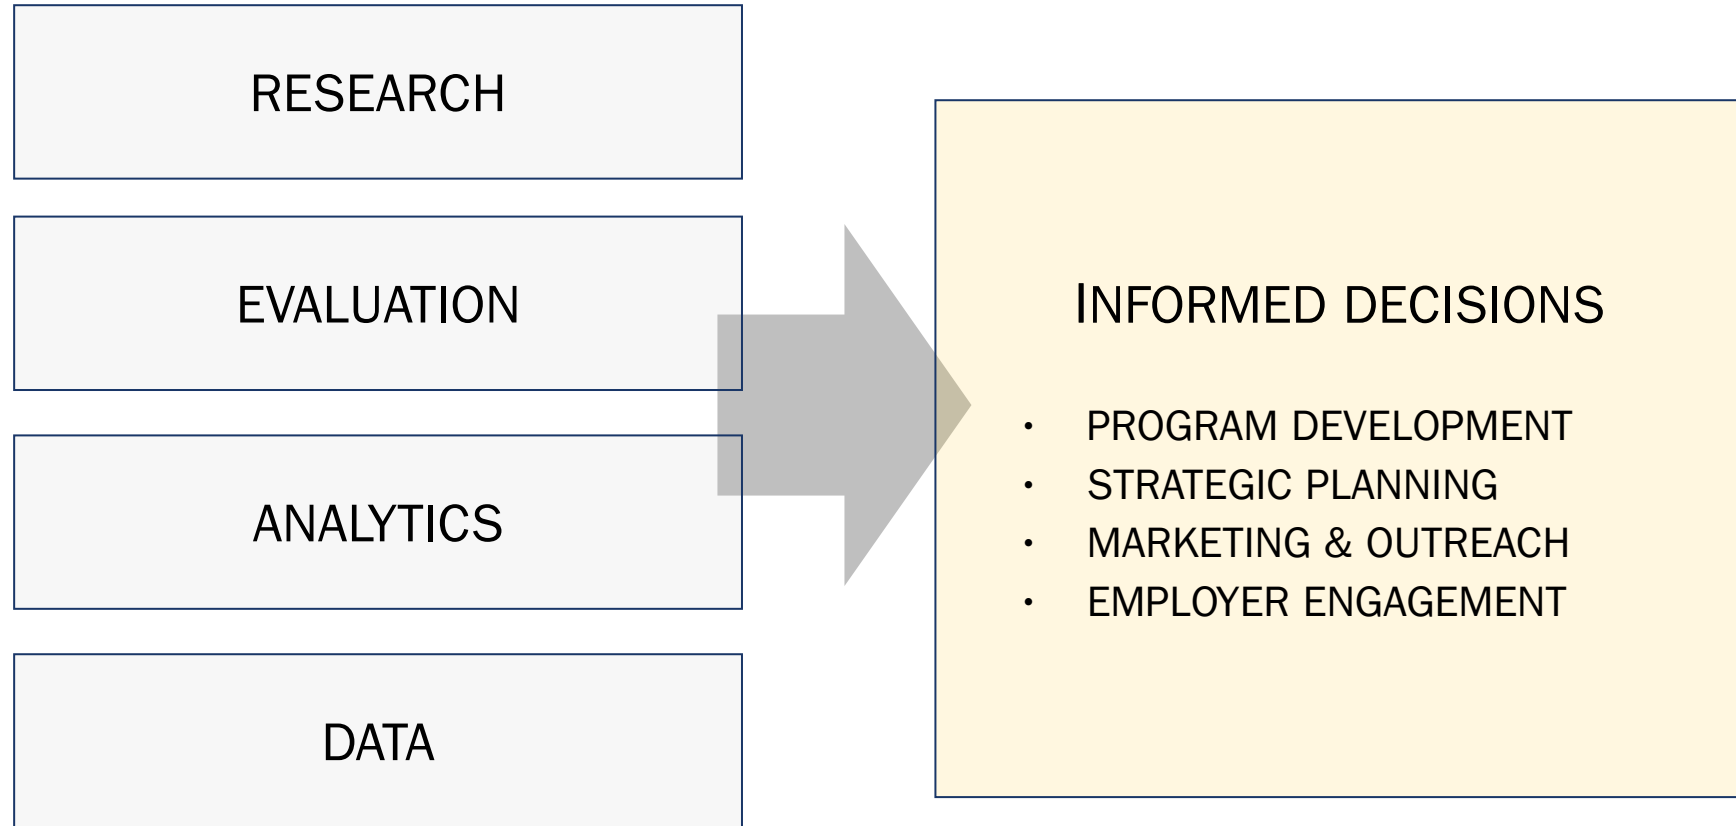 RESEARCH
EVALUATION
ANALYTICS
DATA
INFORMED DECISIONS
· PROGRAM DEVELOPMENT
· STRATEGIC PLANNING
· MARKETING & OUTREACH
· EMPLOYER ENGAGEMENT